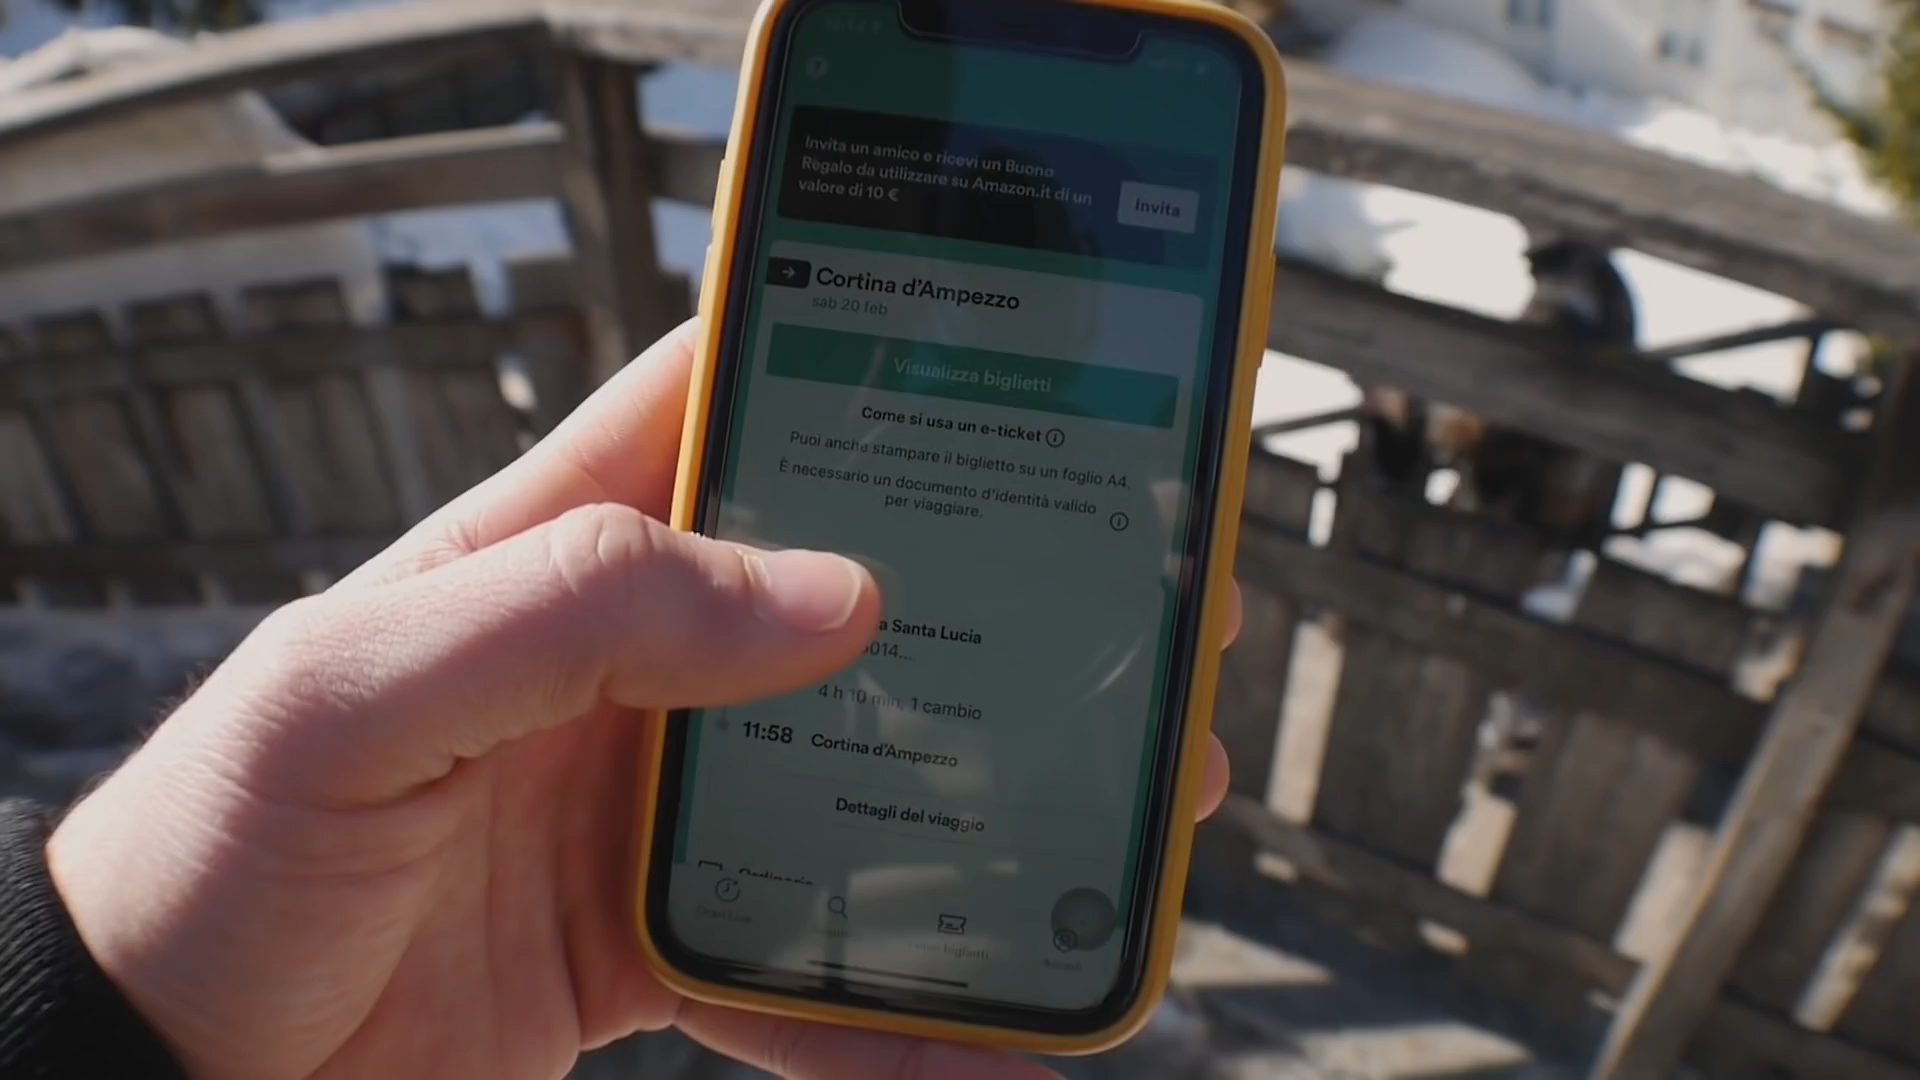 Invita un amico e ricevi un Buono
Regalo da utilizzare su Amazon.it di un
valore di 10 €
Invita
Cortina d'Ampezzo
sab 20 feb
Visualizza biglietti
Come si usa un e-ticket
Puoi anche stampare il biglietto su un foglio A4.
È necessario un documento d'identità valido
per viaggiare.
Santa Lucia
4 h 10 min, 1 cambio
11:58 Cortina d'Ampezzo
Dettagli del viaggio
biglietti